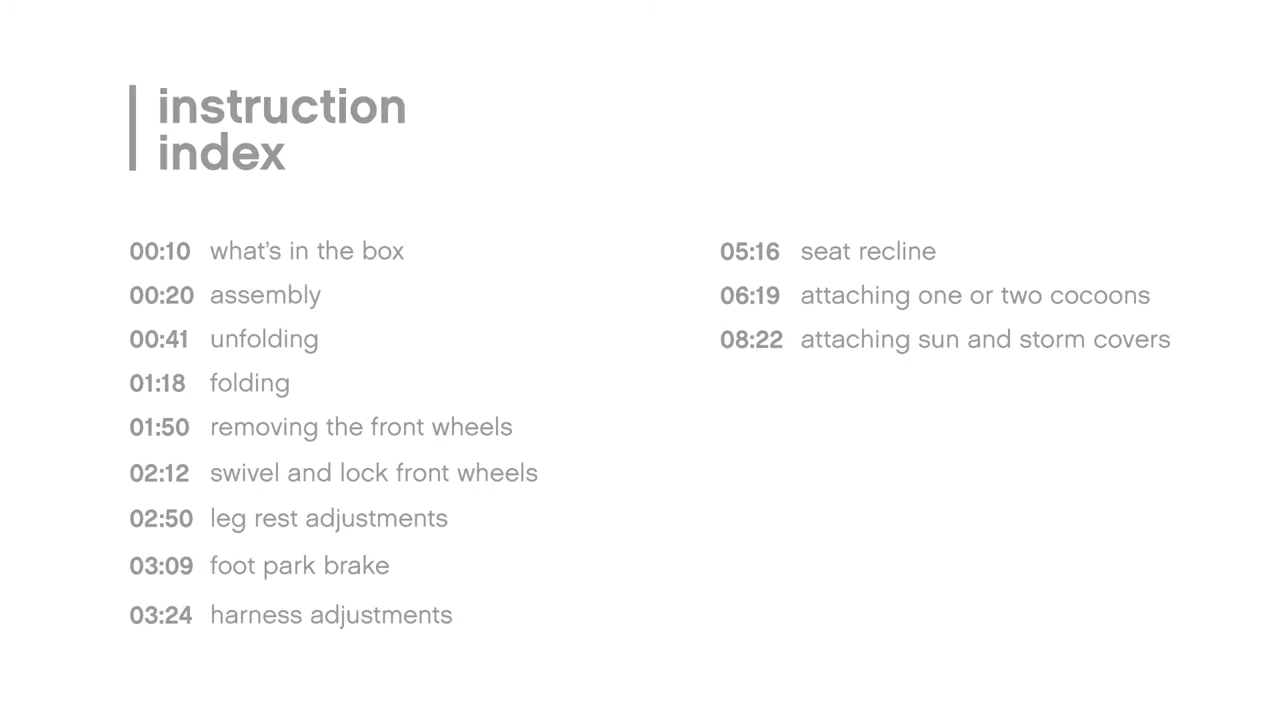 instruction
index
00:10 what's in the box
00:20 assembly
00:41 unfolding
01:18 folding
01:50 removing the front wheels
02:12 swivel and lock front wheels
02:50 leg rest adjustments
03:09 foot park brake
03:24 harness adjustments
05:16 seat recline
06:19 attaching one or two cocoons
08:22 attaching sun and storm covers